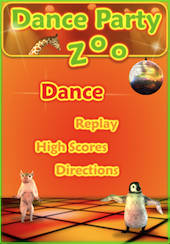 Dance Party
Zoo
Dance
Replay
High Scores
Directions